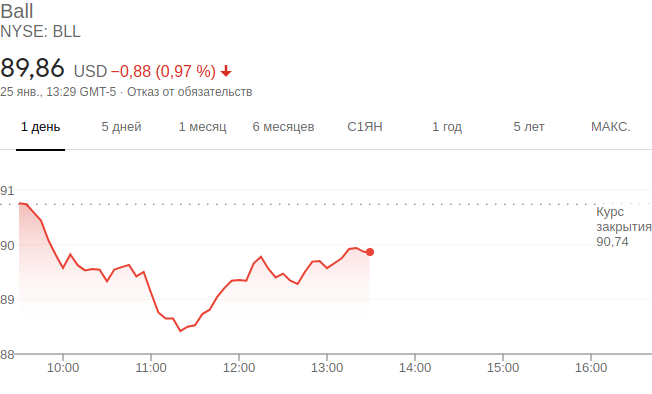 Ball
NYSE: BLL
89,86 USD −0,88 (0,97 %)
25 янв., 13:29 GMT-5 · Отказ от обязательств
1 день 5 дней 1 месяц 6 месяцев С1ЯН 1 год 5 лет МАКС.
91
Курс
закрытия
90,74
90
89
88
10:00 11:00 12:00 13:00 14:00 15:00 16:00